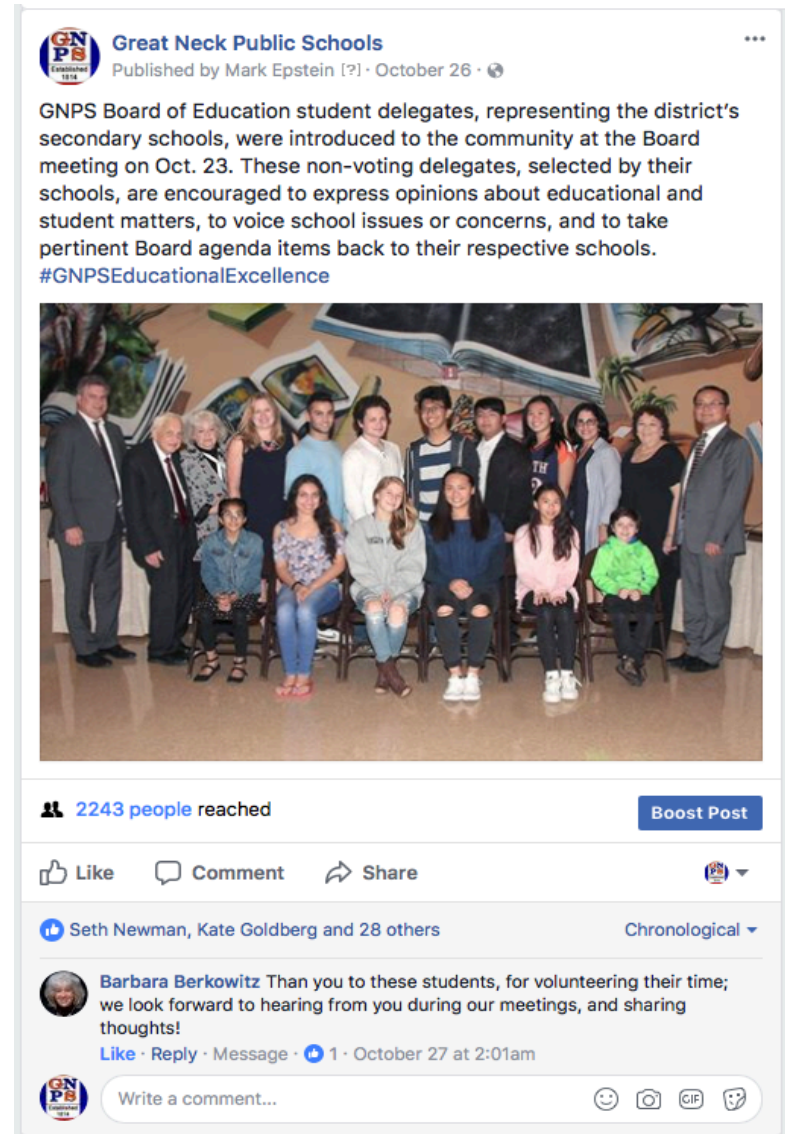 GNPS
Established
1814
Great Neck Public Schools
Published by Mark Epstein [?] · October 26 ·
GNPS Board of Education student delegates, representing the district's
secondary schools, were introduced to the community at the Board
meeting on Oct. 23. These non-voting delegates, selected by their
schools, are encouraged to express opinions about educational and
student matters, to voice school issues or concerns, and to take
pertinent Board agenda items back to their respective schools.
#GNPSEducationalExcellence
TH
2243 people reached
Boost Post
Like Comment Share
Seth Newman, Kate Goldberg and 28 others Chronological
Barbara Berkowitz Than you to these students, for volunteering their time;
we look forward to hearing from you during our meetings, and sharing
thoughts!
Like · Reply · Message · 1 · October 27 at 2:01am
GNPS
Write a comment... GIF